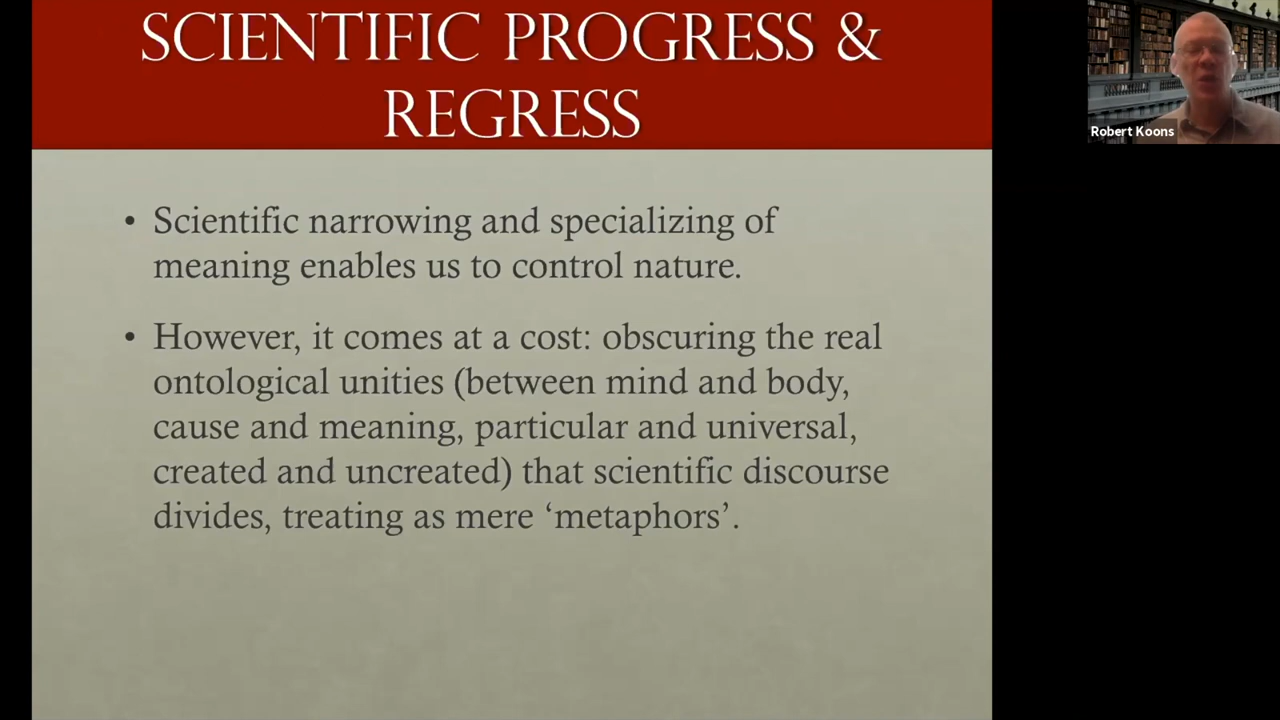 SCIENTIFIC PROGRESS &
REGRESS
• Scientific narrowing and specializing of
meaning enables us to control nature.
• However, it comes at a cost: obscuring the real
ontological unities (between mind and body,
cause and meaning, particular and universal,
created and uncreated) that scientific discourse
divides, treating as mere ‘metaphors’.
Robert Koons